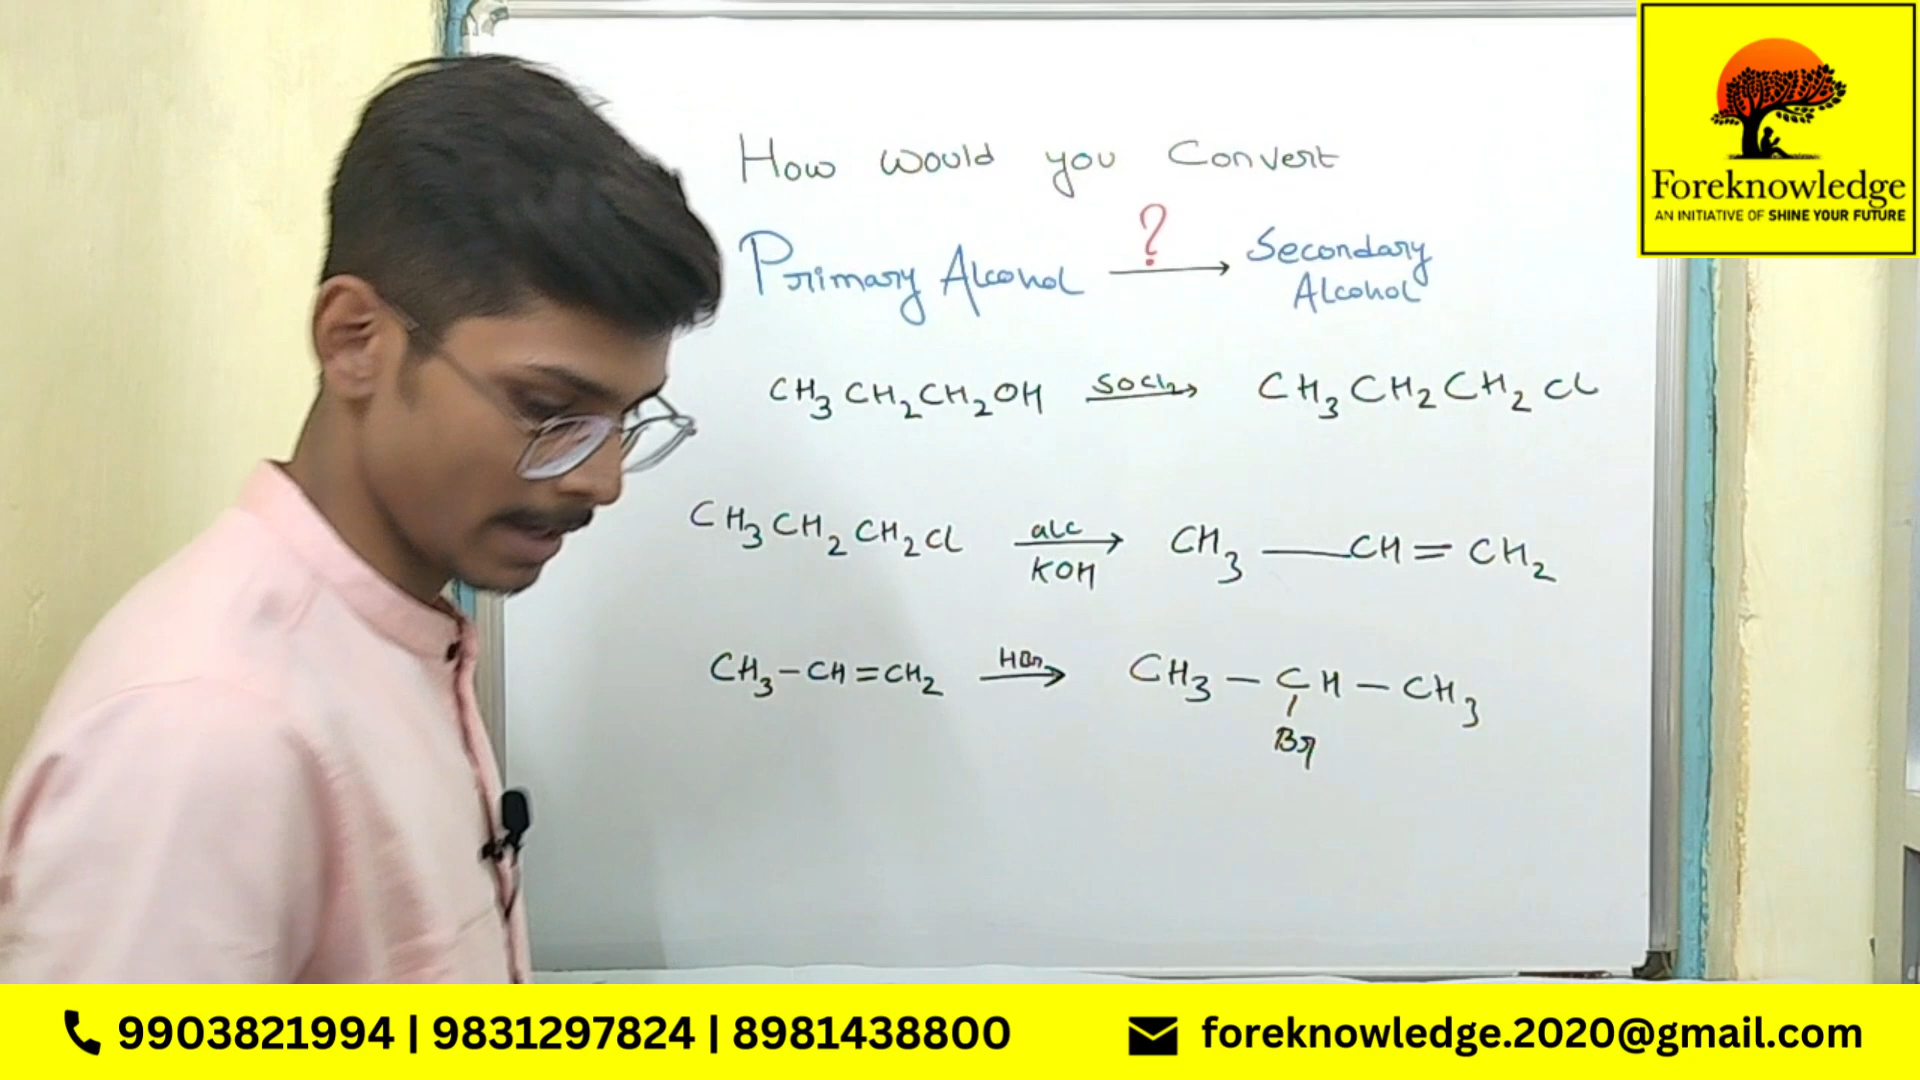 How would you Convert
Primary Alcohol ? → Secondary Alcohol
CH3CH2CH2OH SOCl2 → CH3CH2CH2Cl
CH3CH2CH2Cl alc KOH → CH3—CH=CH2
CH3-CH=CH2 HBr → CH3-CH-CH3
Br
Foreknowledge
AN INITIATIVE OF SHINE YOUR FUTURE
9903821994 | 9831297824 | 8981438800
foreknowledge.2020@gmail.com